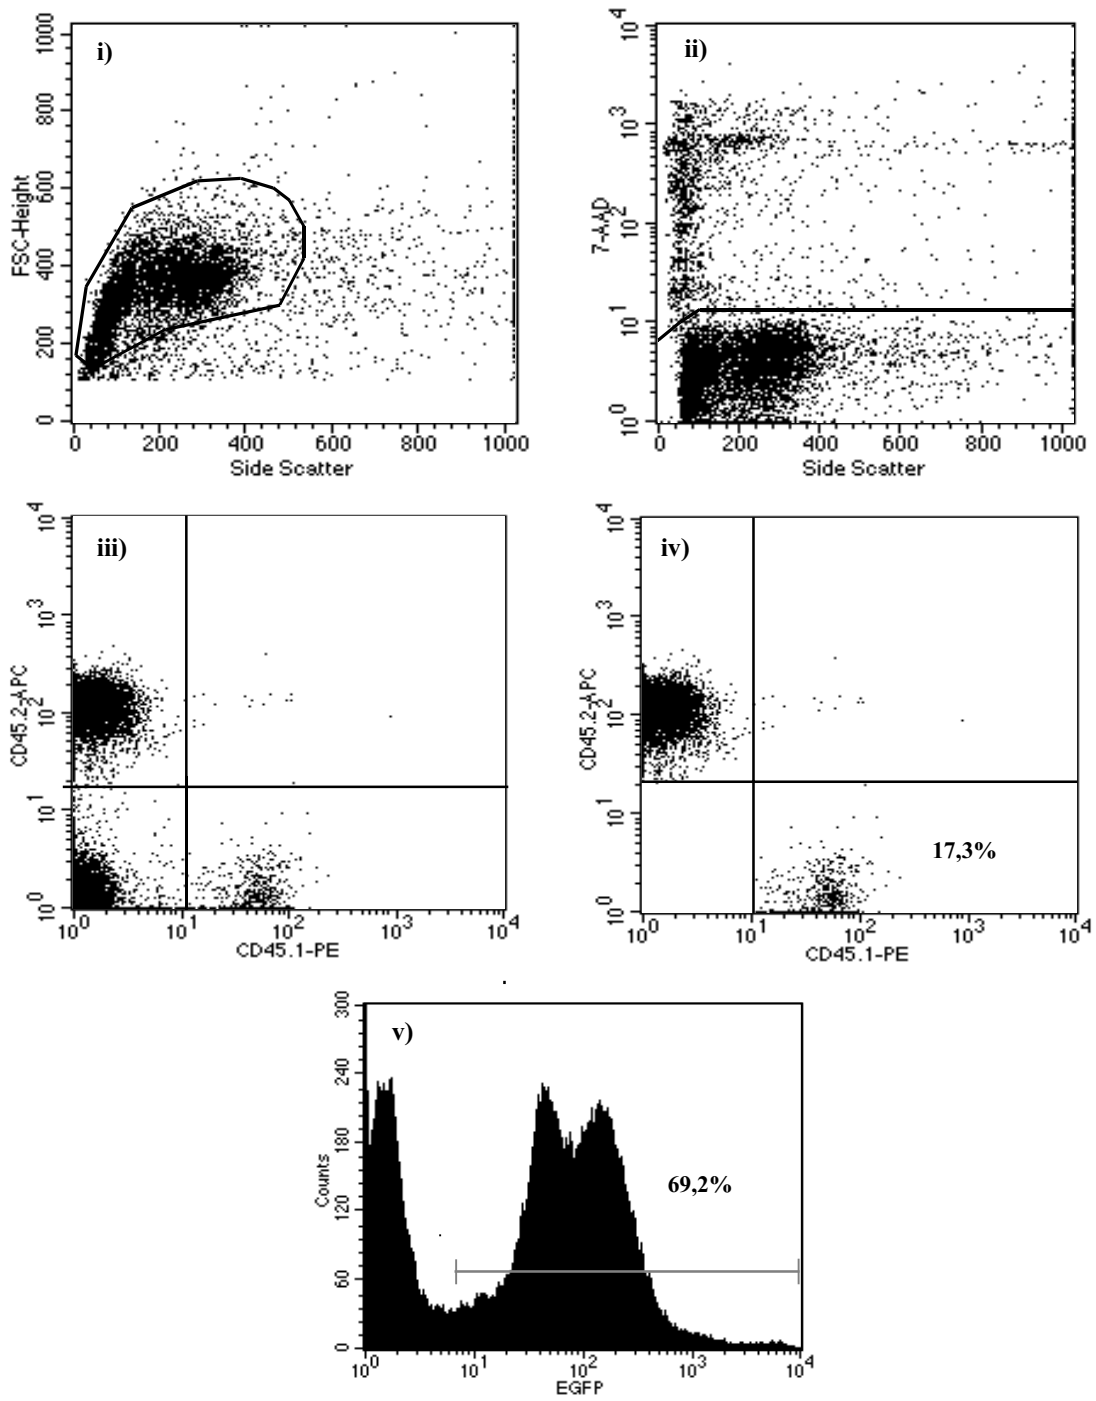 i)
1000
800
600
400
200
0
FSC-Height
0 200 400 600 800 1000
Side Scatter
ii)
10^4
10^3
10^2
10^1
10^0
7-AAD
0 200 400 600 800 1000
Side Scatter
iii)
10^4
10^3
10^2
10^1
10^0
CD45.2-APC
10^0 10^1 10^2 10^3 10^4
CD45.1-PE
iv)
10^4
10^3
10^2
10^1
10^0
CD45.2-APC
17,3%
10^0 10^1 10^2 10^3 10^4
CD45.1-PE
v)
300
240
180
120
60
0
Counts
69,2%
10^0 10^1 10^2 10^3 10^4
EGFP